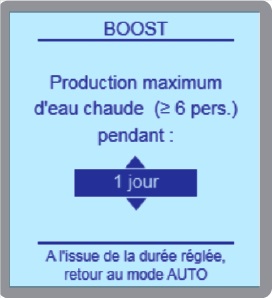 BOOST
Production maximum
d'eau chaude (≥ 6 pers.)
pendant :
1 jour
A l'issue de la durée réglée,
retour au mode AUTO